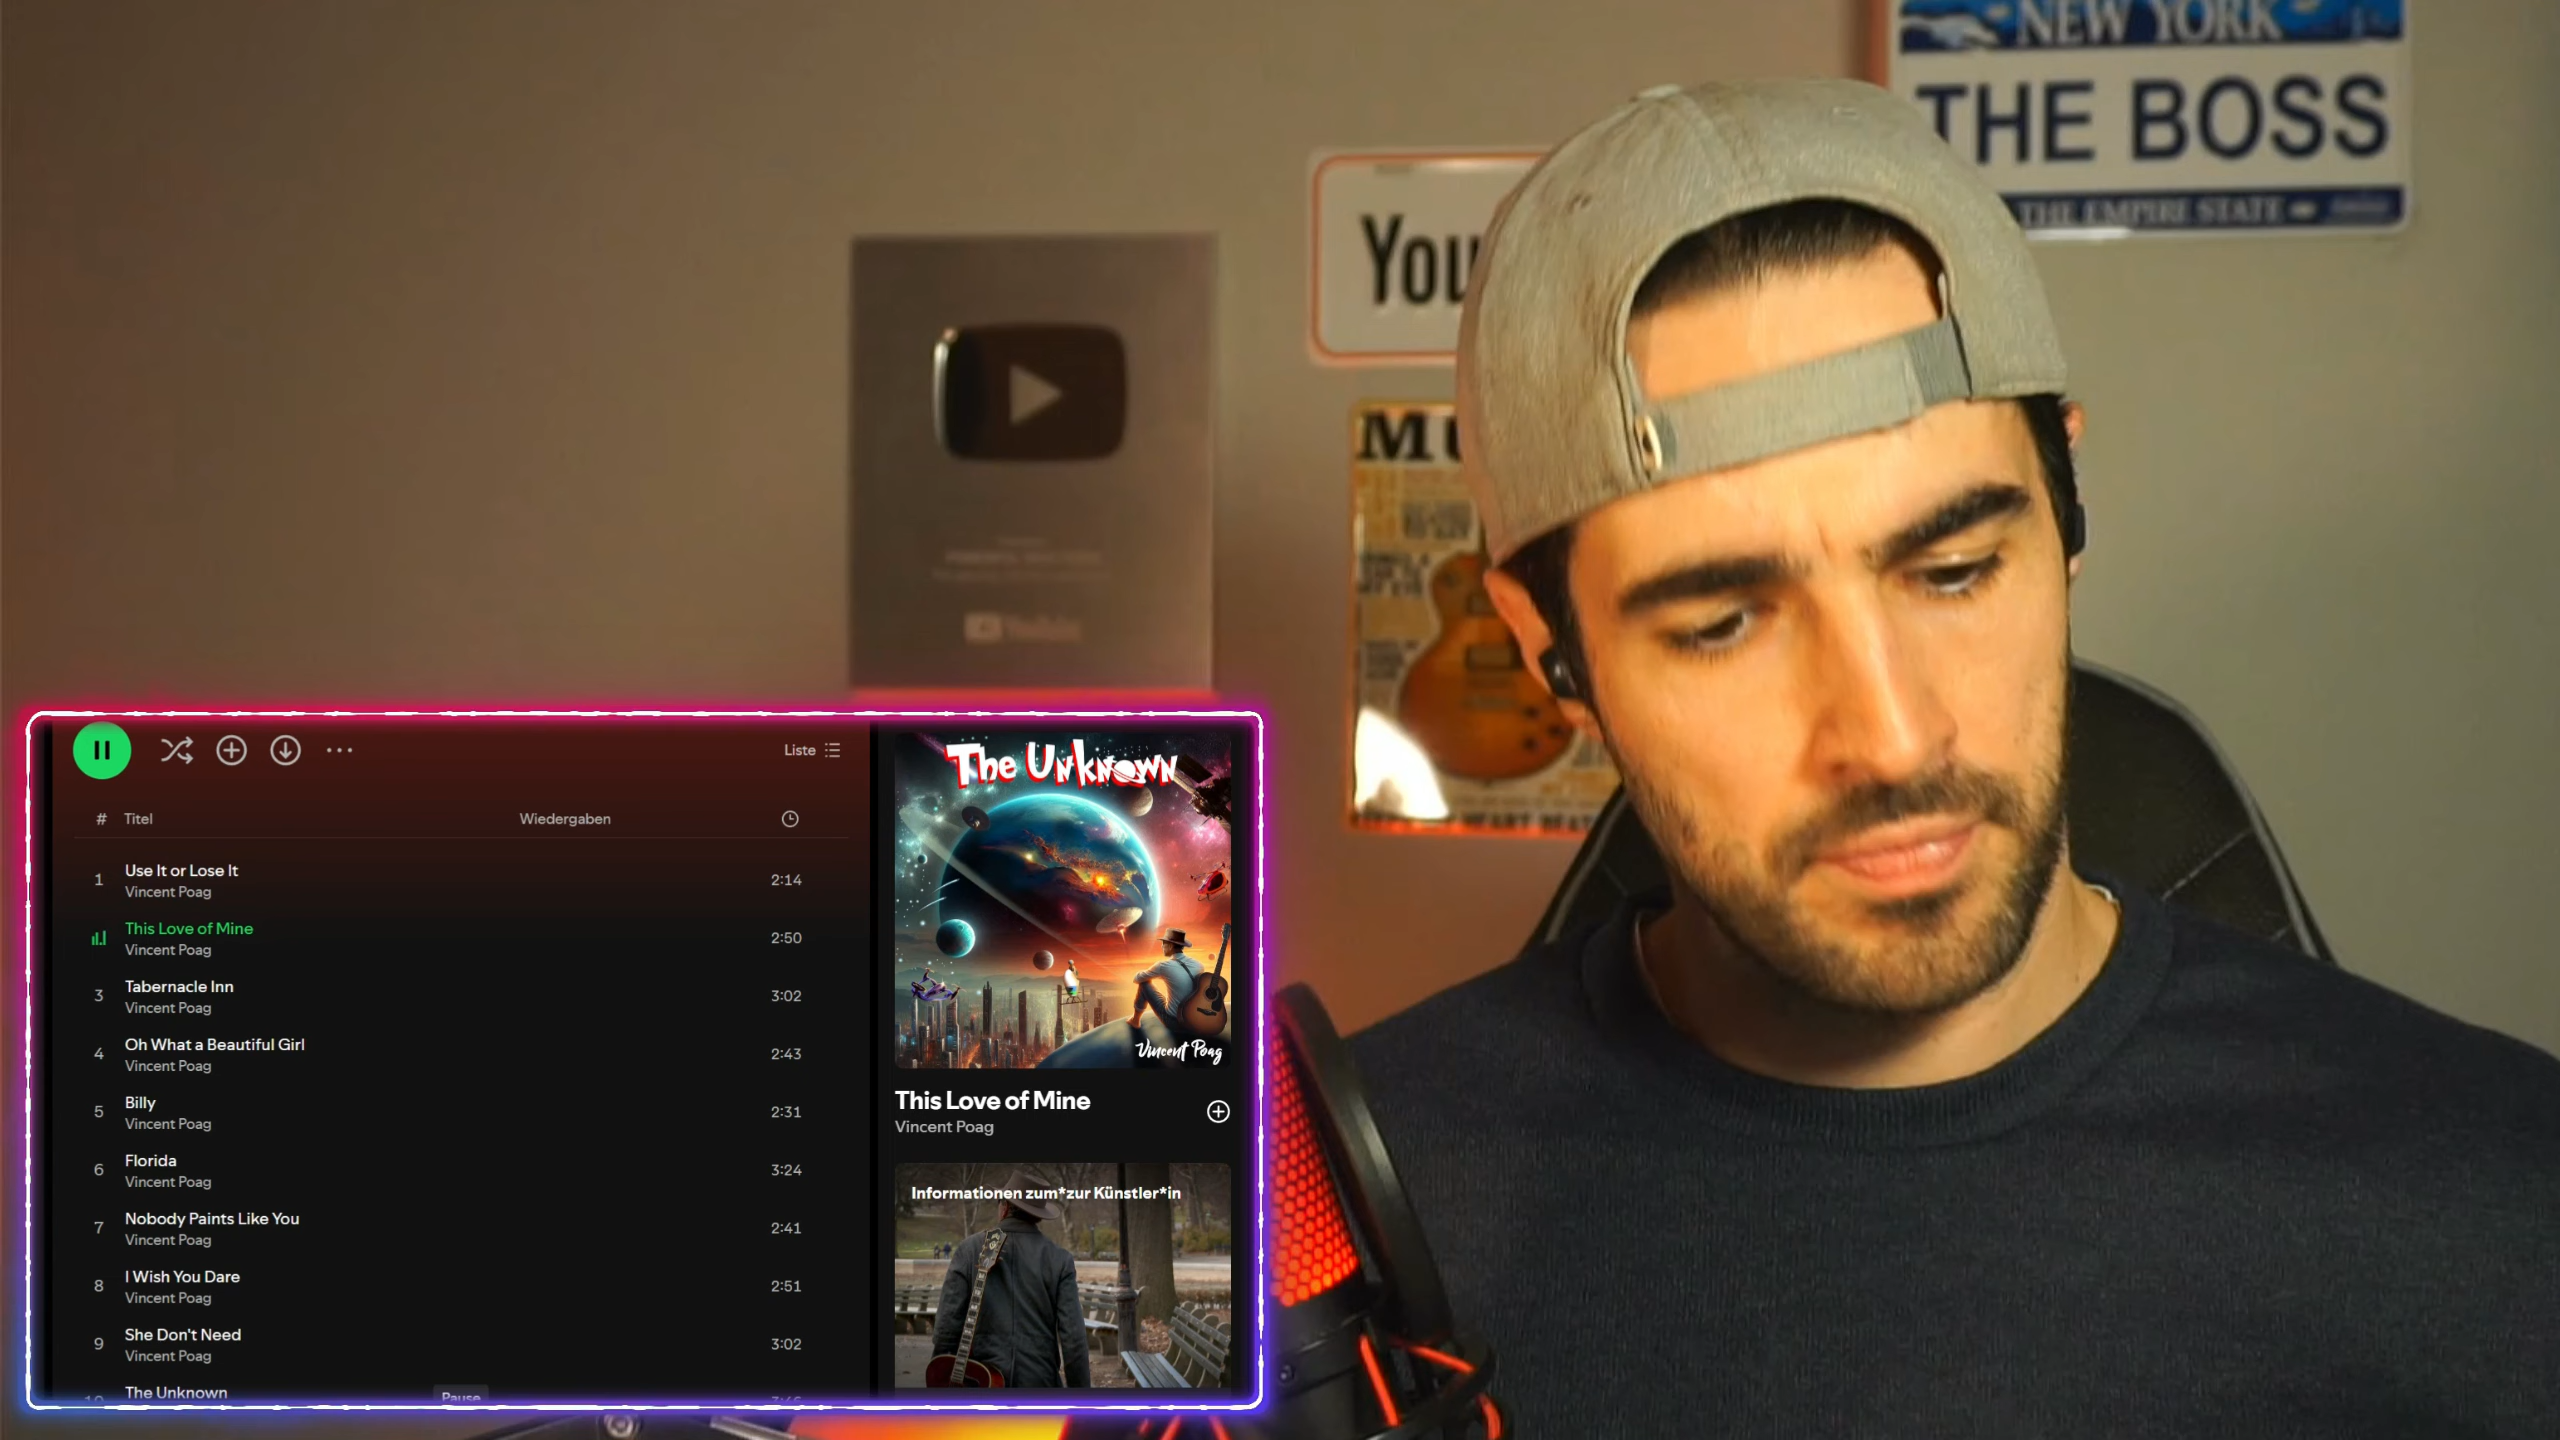 NEW YORK
THE BOSS
THE EMPIRE STATE
You
MU
YouTube
Liste
# Titel Wiedergaben
1 Use It or Lose It 2:14
Vincent Poag
This Love of Mine 2:50
Vincent Poag
3 Tabernacle Inn 3:02
Vincent Poag
4 Oh What a Beautiful Girl 2:43
Vincent Poag
5 Billy 2:31
Vincent Poag
6 Florida 3:24
Vincent Poag
7 Nobody Paints Like You 2:41
Vincent Poag
8 I Wish You Dare 2:51
Vincent Poag
9 She Don't Need 3:02
Vincent Poag
The Unknown
Pause
The Unknown
Vincent Poag
This Love of Mine
Vincent Poag
Informationen zum*zur Künstler*in